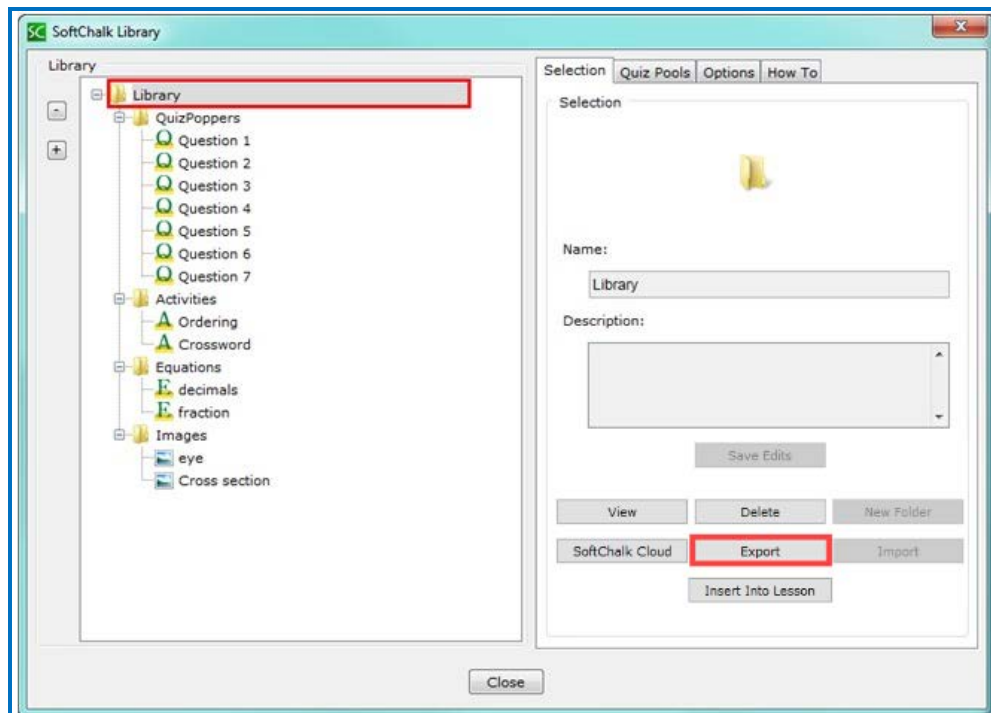 SC SoftChalk Library
X
Library
-
+
Library
QuizPoppers
Question 1
Question 2
Question 3
Question 4
Question 5
Question 6
Question 7
Activities
A Ordering
A Crossword
Equations
E decimals
E fraction
Images
eye
Cross section
Selection Quiz Pools Options How To
Selection
Name:
Library
Description:
Save Edits
View Delete New Folder
SoftChalk Cloud Export Import
Insert Into Lesson
Close